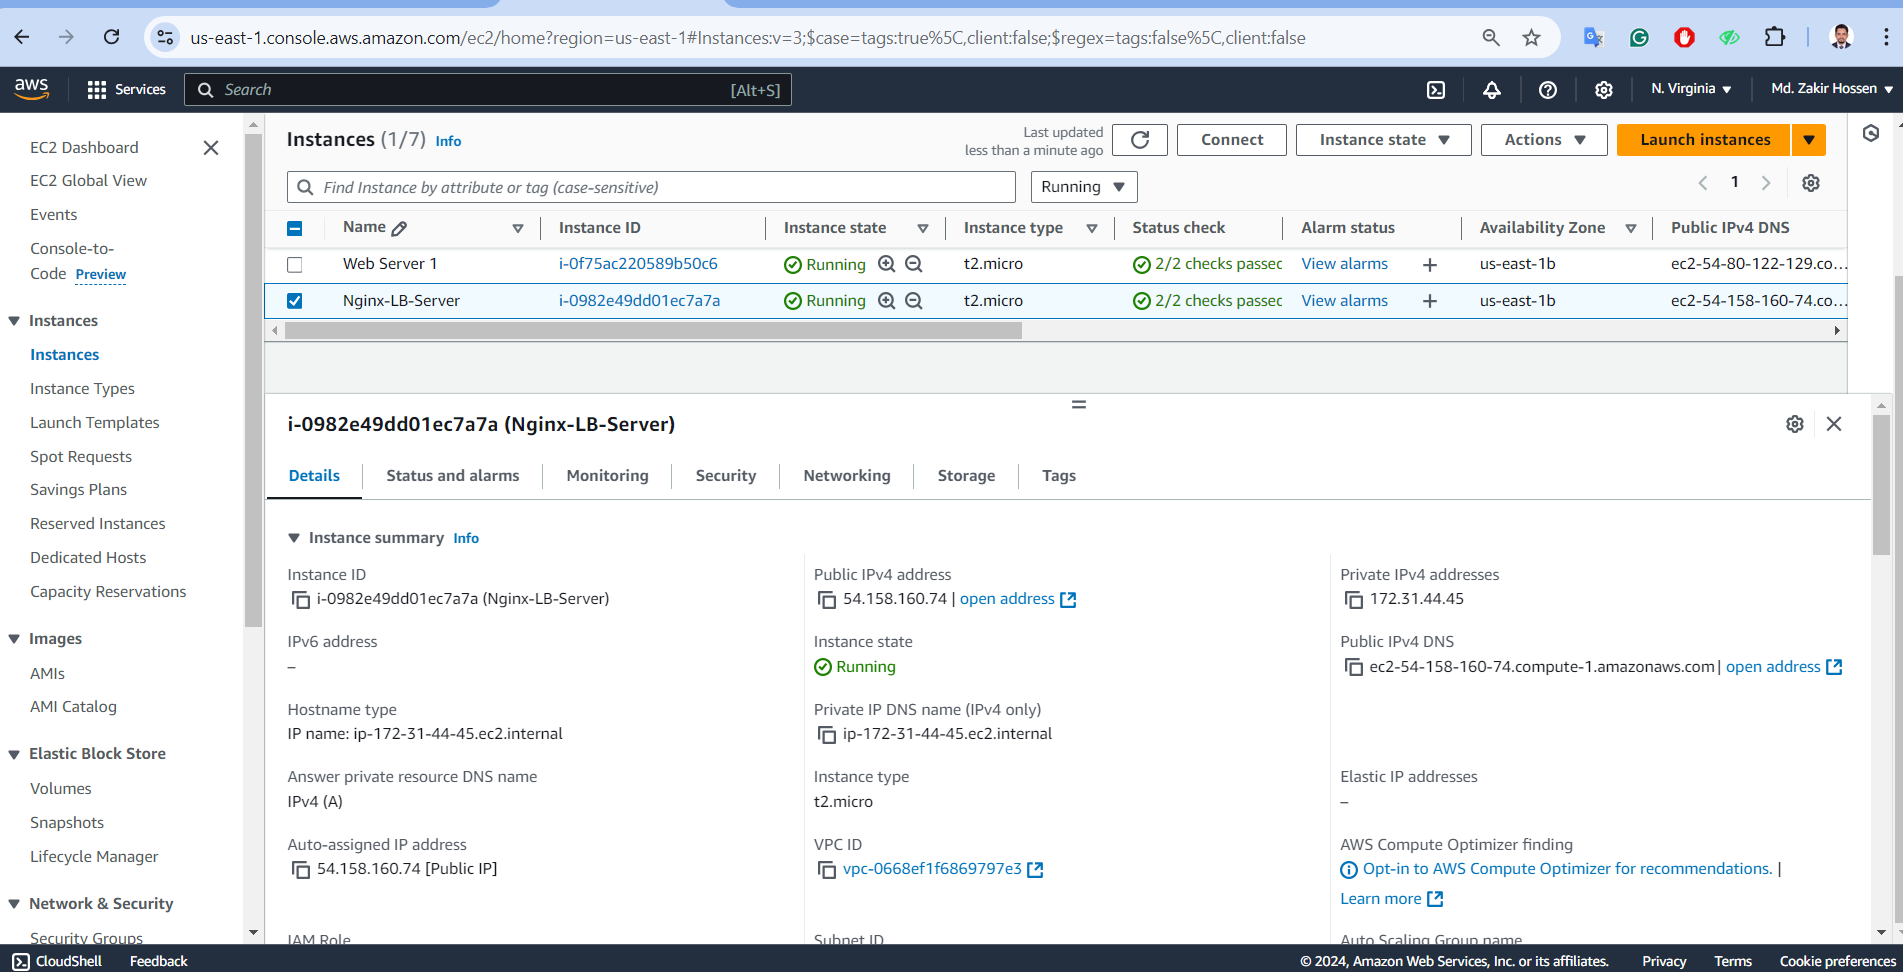 us-east-1.console.aws.amazon.com/ec2/home?region=us-east-1#Instances:v=3;$case=tags:true%5C,client:false;$regex=tags:false%5C,client:false
aws
Services
Search
[Alt+S]
N. Virginia
Md. Zakir Hossen
EC2 Dashboard
EC2 Global View
Events
Console-to-
Code Preview
Instances
Instances
Instance Types
Launch Templates
Spot Requests
Savings Plans
Reserved Instances
Dedicated Hosts
Capacity Reservations
Images
AMIs
AMI Catalog
Elastic Block Store
Volumes
Snapshots
Lifecycle Manager
Network & Security
Security Groups
Instances (1/7) Info
Last updated
less than a minute ago
Connect
Instance state
Actions
Launch instances
Find Instance by attribute or tag (case-sensitive)
Running
1
Name Instance ID Instance state Instance type Status check Alarm status Availability Zone Public IPv4 DNS
Web Server 1 i-0f75ac220589b50c6 Running t2.micro 2/2 checks passec View alarms + us-east-1b ec2-54-80-122-129.co...
Nginx-LB-Server i-0982e49dd01ec7a7a Running t2.micro 2/2 checks passec View alarms + us-east-1b ec2-54-158-160-74.co...
i-0982e49dd01ec7a7a (Nginx-LB-Server)
Details
Status and alarms
Monitoring
Security
Networking
Storage
Tags
Instance summary Info
Instance ID
i-0982e49dd01ec7a7a (Nginx-LB-Server)
Public IPv4 address
54.158.160.74 | open address
Private IPv4 addresses
172.31.44.45
IPv6 address
–
Instance state
Running
Public IPv4 DNS
ec2-54-158-160-74.compute-1.amazonaws.com | open address
Hostname type
IP name: ip-172-31-44-45.ec2.internal
Private IP DNS name (IPv4 only)
ip-172-31-44-45.ec2.internal
Answer private resource DNS name
IPv4 (A)
Instance type
t2.micro
Elastic IP addresses
–
Auto-assigned IP address
54.158.160.74 [Public IP]
VPC ID
vpc-0668ef1f6869797e3
AWS Compute Optimizer finding
Opt-in to AWS Compute Optimizer for recommendations. |
Learn more
IAM Role
Subnet ID
Auto Scaling Group name
CloudShell
Feedback
© 2024, Amazon Web Services, Inc. or its affiliates.
Privacy
Terms
Cookie preferences